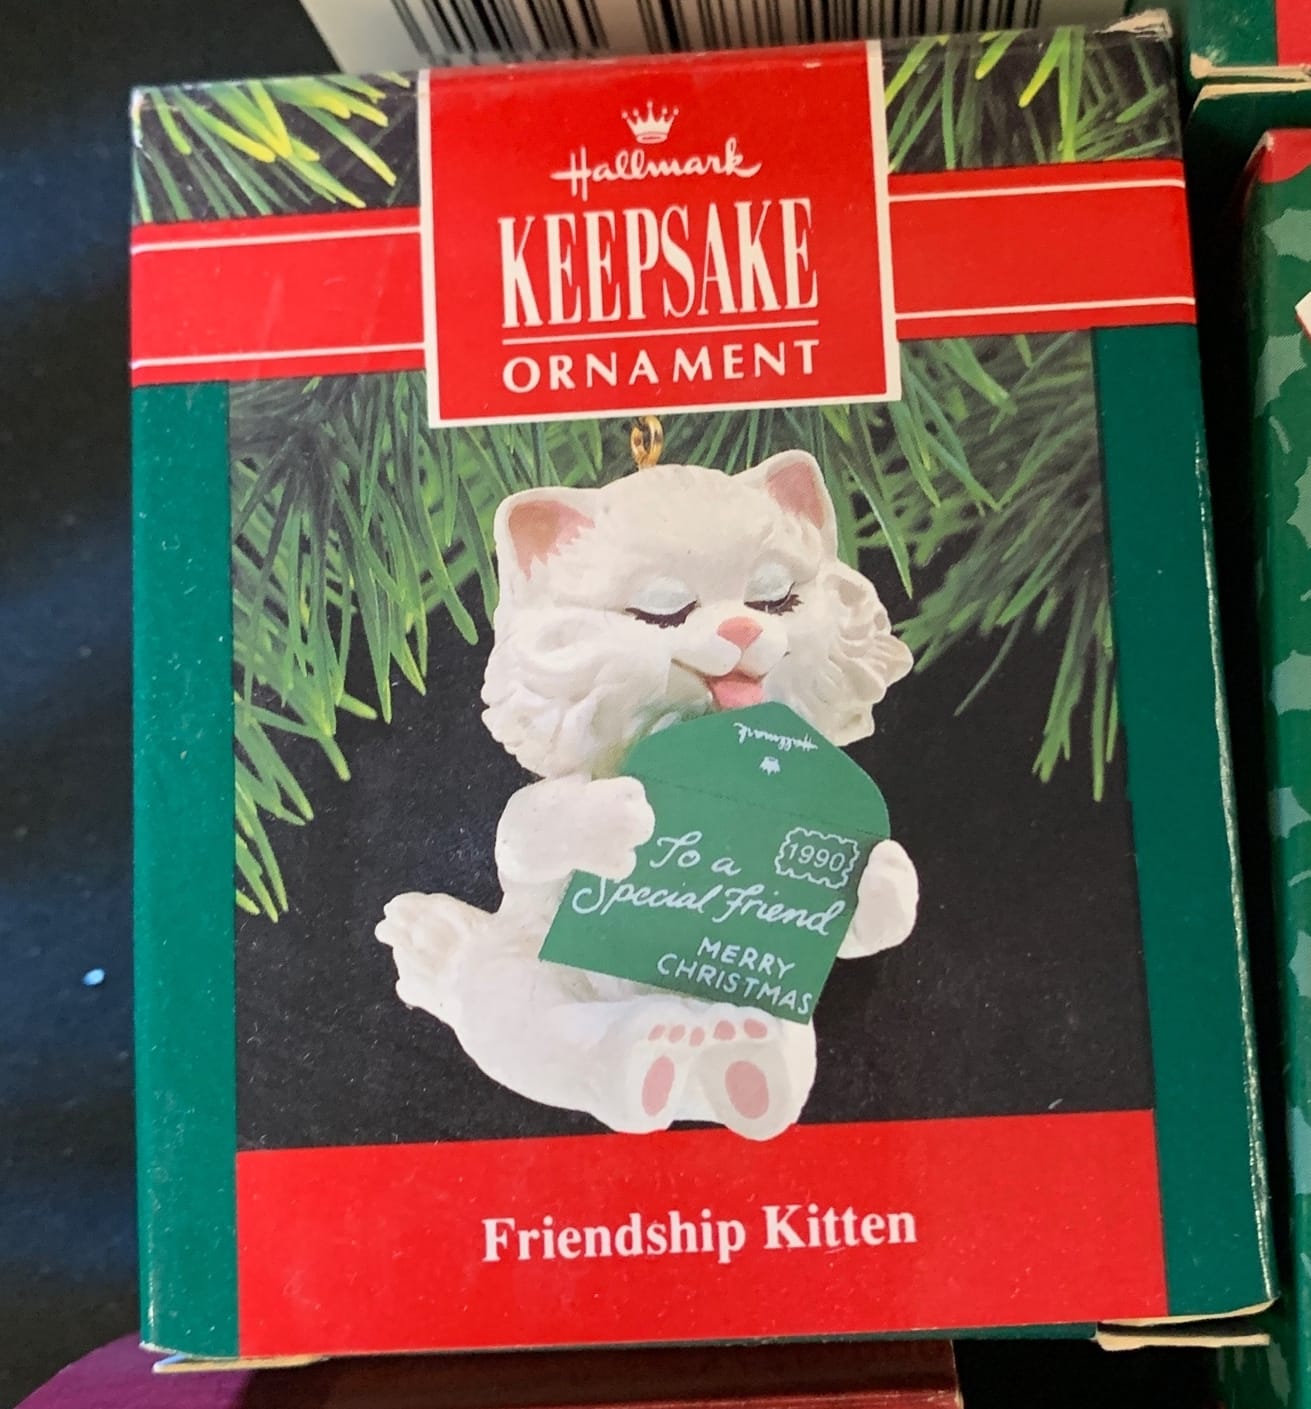 Hallmark
KEEPSAKE
ORNAMENT
Hallmark
To a
1990
Special Friend
MERRY
CHRISTMAS
Friendship Kitten